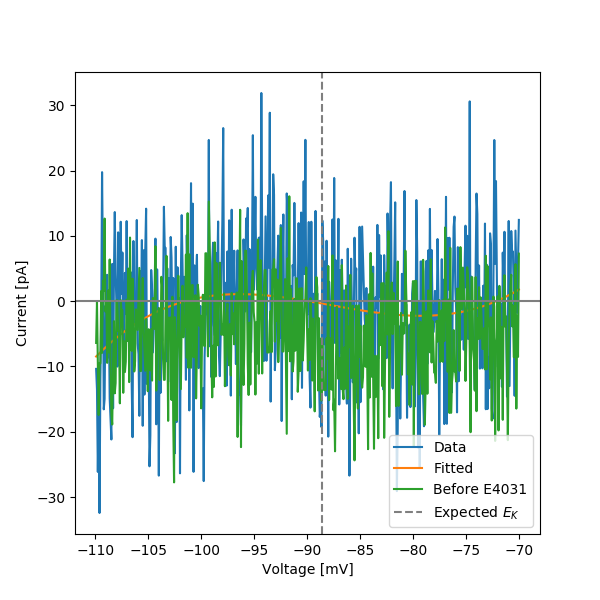 30
20
10
0
−10
−20
−30
Current [pA]
−110 −105 −100 −95 −90 −85 −80 −75 −70
Voltage [mV]
Data
Fitted
Before E4031
Expected E_K